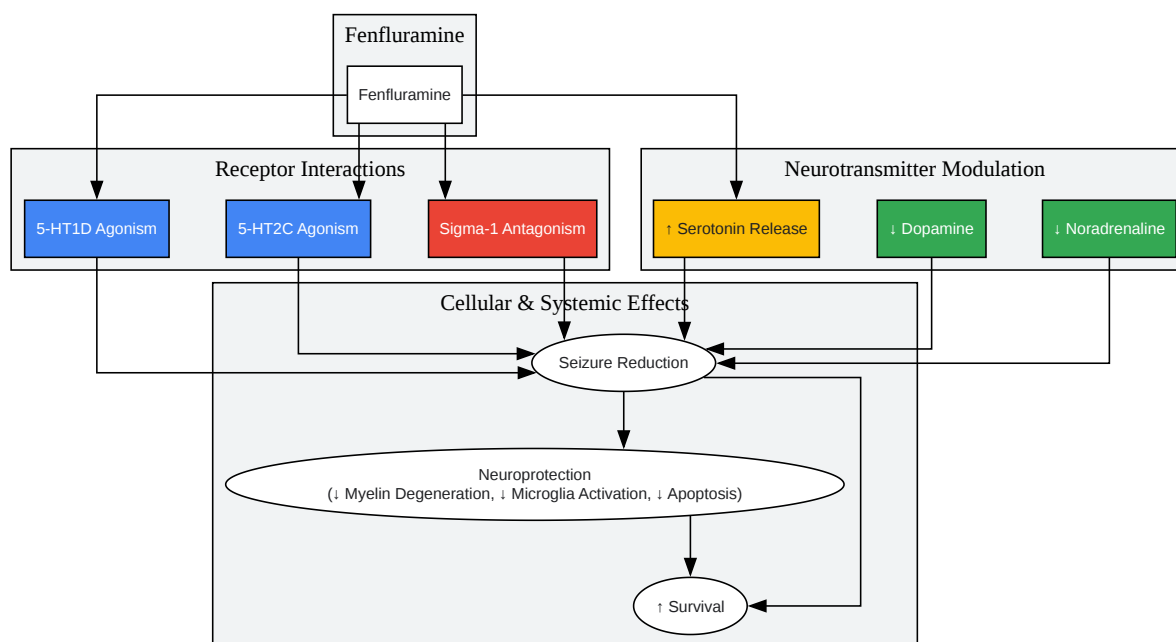 Fenfluramine
Fenfluramine
Receptor Interactions
Neurotransmitter Modulation
5-HT1D Agonism
5-HT2C Agonism
Sigma-1 Antagonism
↑ Serotonin Release
↓ Dopamine
↓ Noradrenaline
Cellular & Systemic Effects
Seizure Reduction
Neuroprotection
(↓ Myelin Degeneration, ↓ Microglia Activation, ↓ Apoptosis)
↑ Survival